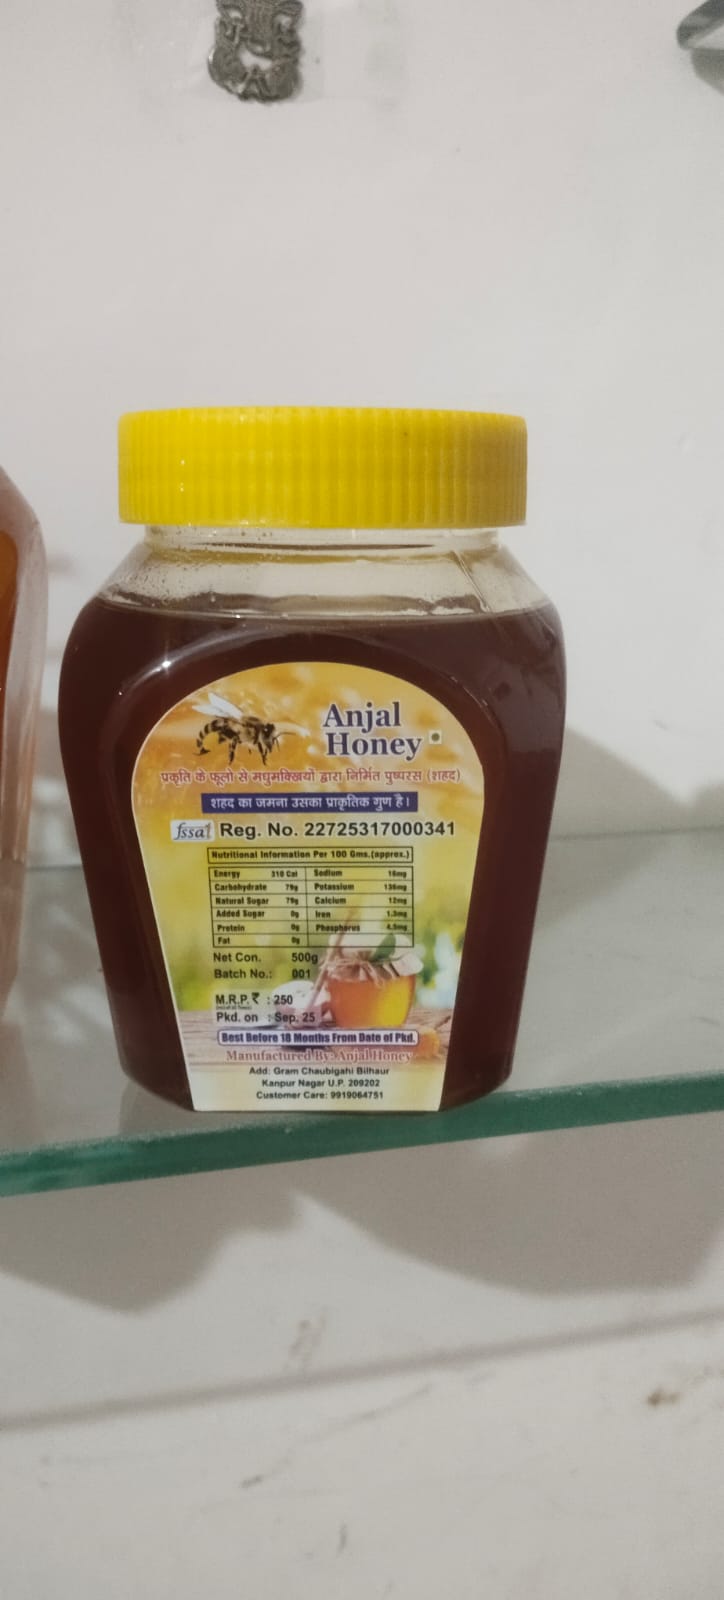 Anjal
Honey
प्रकृति के फूलो से मधुमक्खियो द्वारा निर्मित पुष्परस (शहद)
शहद का जमना उसका प्राकृतिक गुण है।
fssai Reg. No. 22725317000341
Nutritional Information Per 100 Gms.(approx.)
Energy 310 Cal Sodium 16mg
Carbohydrate 79g Potassium 136mg
Natural Sugar 79g Calcium 12mg
Added Sugar 0g Iron 1.3mg
Protein 0g Phosphorus 4.5mg
Fat 0g
Net Con. 500g
Batch No.: 001
M.R.P.₹ : 250
Pkd. on : Sep. 25
Best Before 18 Months From Date of Pkd.
Manufactured By: Anjal Honey
Add: Gram Chaubigahi Bilhaur
Kanpur Nagar U.P. 209202
Customer Care: 9919064751